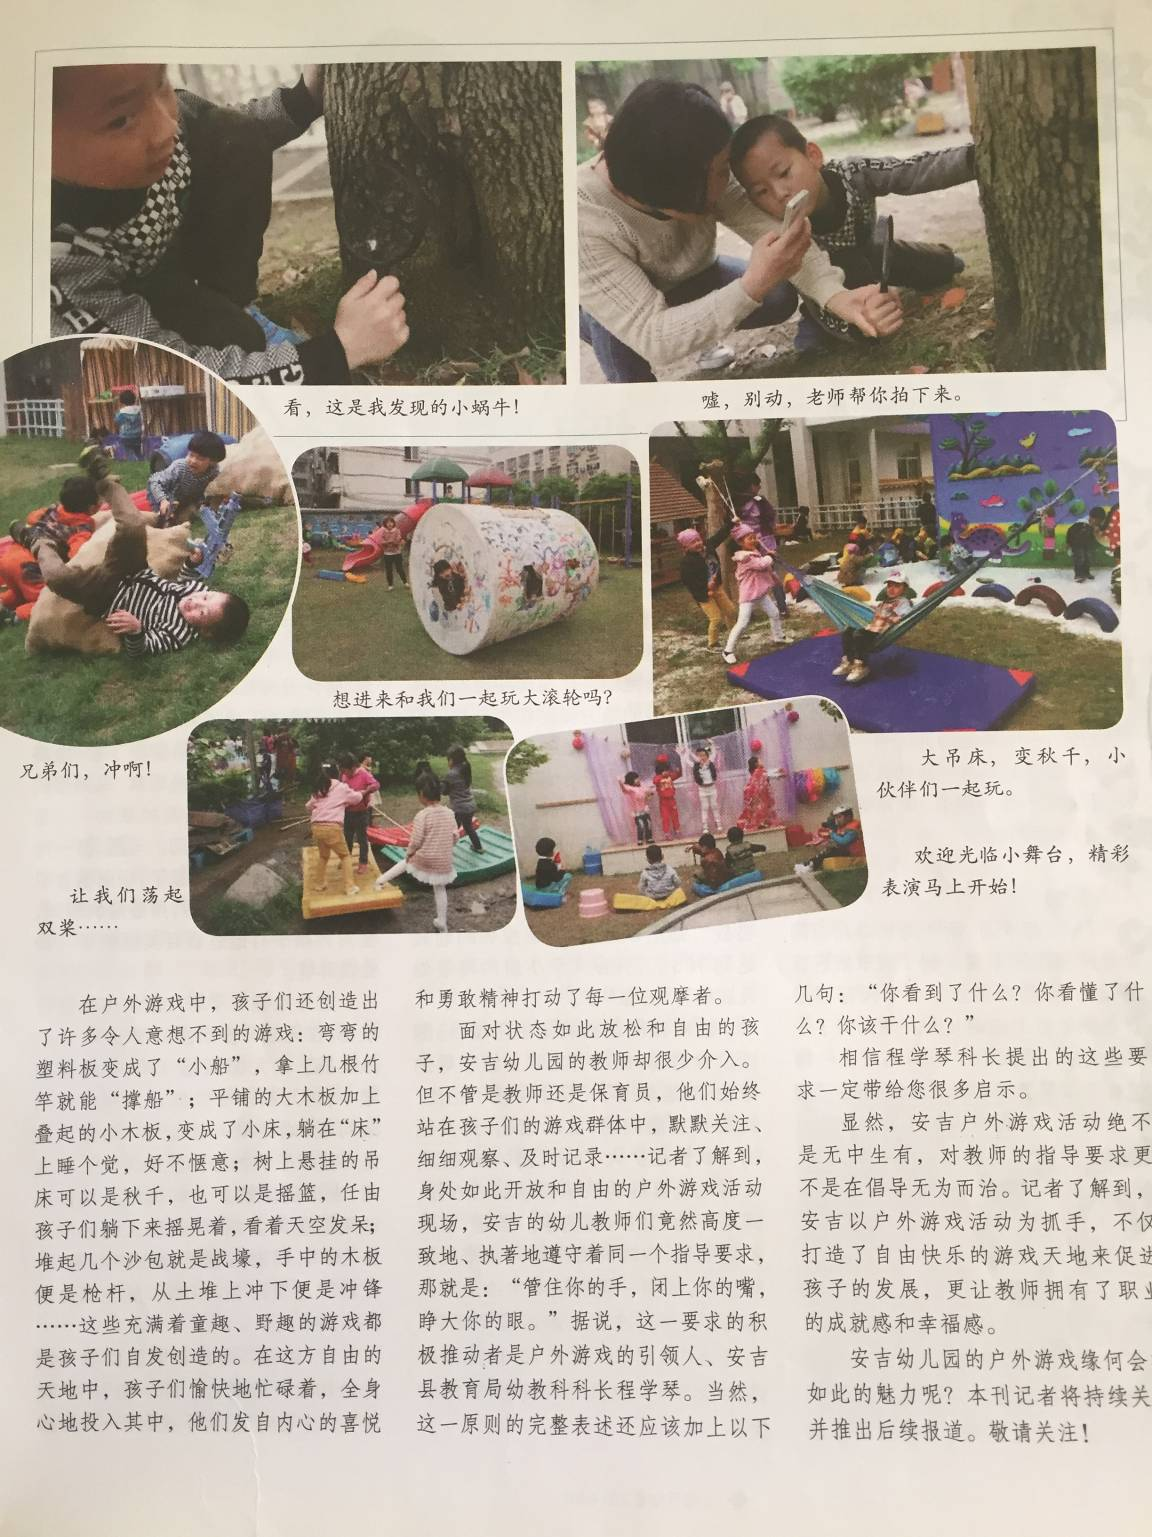 看，这是我发现的小蜗牛！
嘘，别动，老师帮你拍下来。
想进来和我们一起玩大滚轮吗？
兄弟们，冲啊！
大吊床，变秋千，小
伙伴们一起玩。
欢迎光临小舞台，精彩
表演马上开始！
让我们荡起
双桨……
在户外游戏中，孩子们还创造出
了许多令人意想不到的游戏：弯弯的
塑料板变成了“小船”，拿上几根竹
竿就能“撑船”；平铺的大木板加上
叠起的小木板，变成了小床，躺在“床”
上睡个觉，好不惬意；树上悬挂的吊
床可以是秋千，也可以是摇篮，任由
孩子们躺下来摇晃着，看着天空发呆；
堆起几个沙包就是战壕，手中的木板
便是枪杆，从土堆上冲下便是冲锋
……这些充满着童趣、野趣的游戏都
是孩子们自发创造的。在这方自由的
天地中，孩子们愉快地忙碌着，全身
心地投入其中，他们发自内心的喜悦
和勇敢精神打动了每一位观摩者。
面对状态如此放松和自由的孩
子，安吉幼儿园的教师却很少介入。
但不管是教师还是保育员，他们始终
站在孩子们的游戏群体中，默默关注、
细细观察、及时记录……记者了解到，
身处如此开放和自由的户外游戏活动
现场，安吉的幼儿教师们竟然高度一
致地、执著地遵守着同一个指导要求，
那就是：“管住你的手，闭上你的嘴，
睁大你的眼。”据说，这一要求的积
极推动者是户外游戏的引领人、安吉
县教育局幼教科科长程学琴。当然，
这一原则的完整表述还应该加上以下
几句：“你看到了什么？你看懂了什
么？你该干什么？”
相信程学琴科长提出的这些要
求一定带给您很多启示。
显然，安吉户外游戏活动绝不
是无中生有，对教师的指导要求更
不是在倡导无为而治。记者了解到，
安吉以户外游戏活动为抓手，不仅
打造了自由快乐的游戏天地来促进
孩子的发展，更让教师拥有了职业
的成就感和幸福感。
安吉幼儿园的户外游戏缘何会
如此的魅力呢？本刊记者将持续关
并推出后续报道。敬请关注！